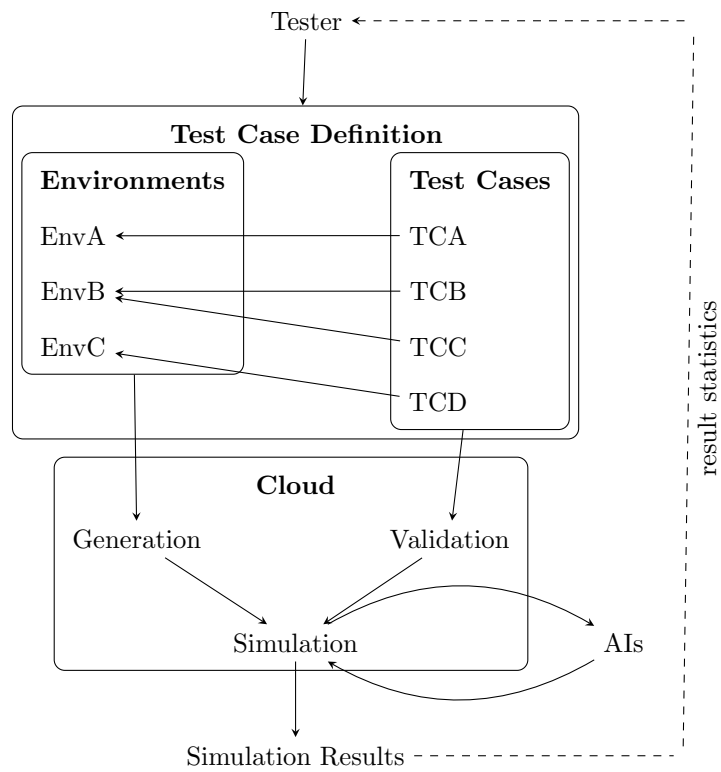 Tester
Test Case Definition
Environments
Test Cases
EnvA
TCA
EnvB
TCB
EnvC
TCC
TCD
result statistics
Cloud
Generation
Validation
Simulation
AIs
Simulation Results